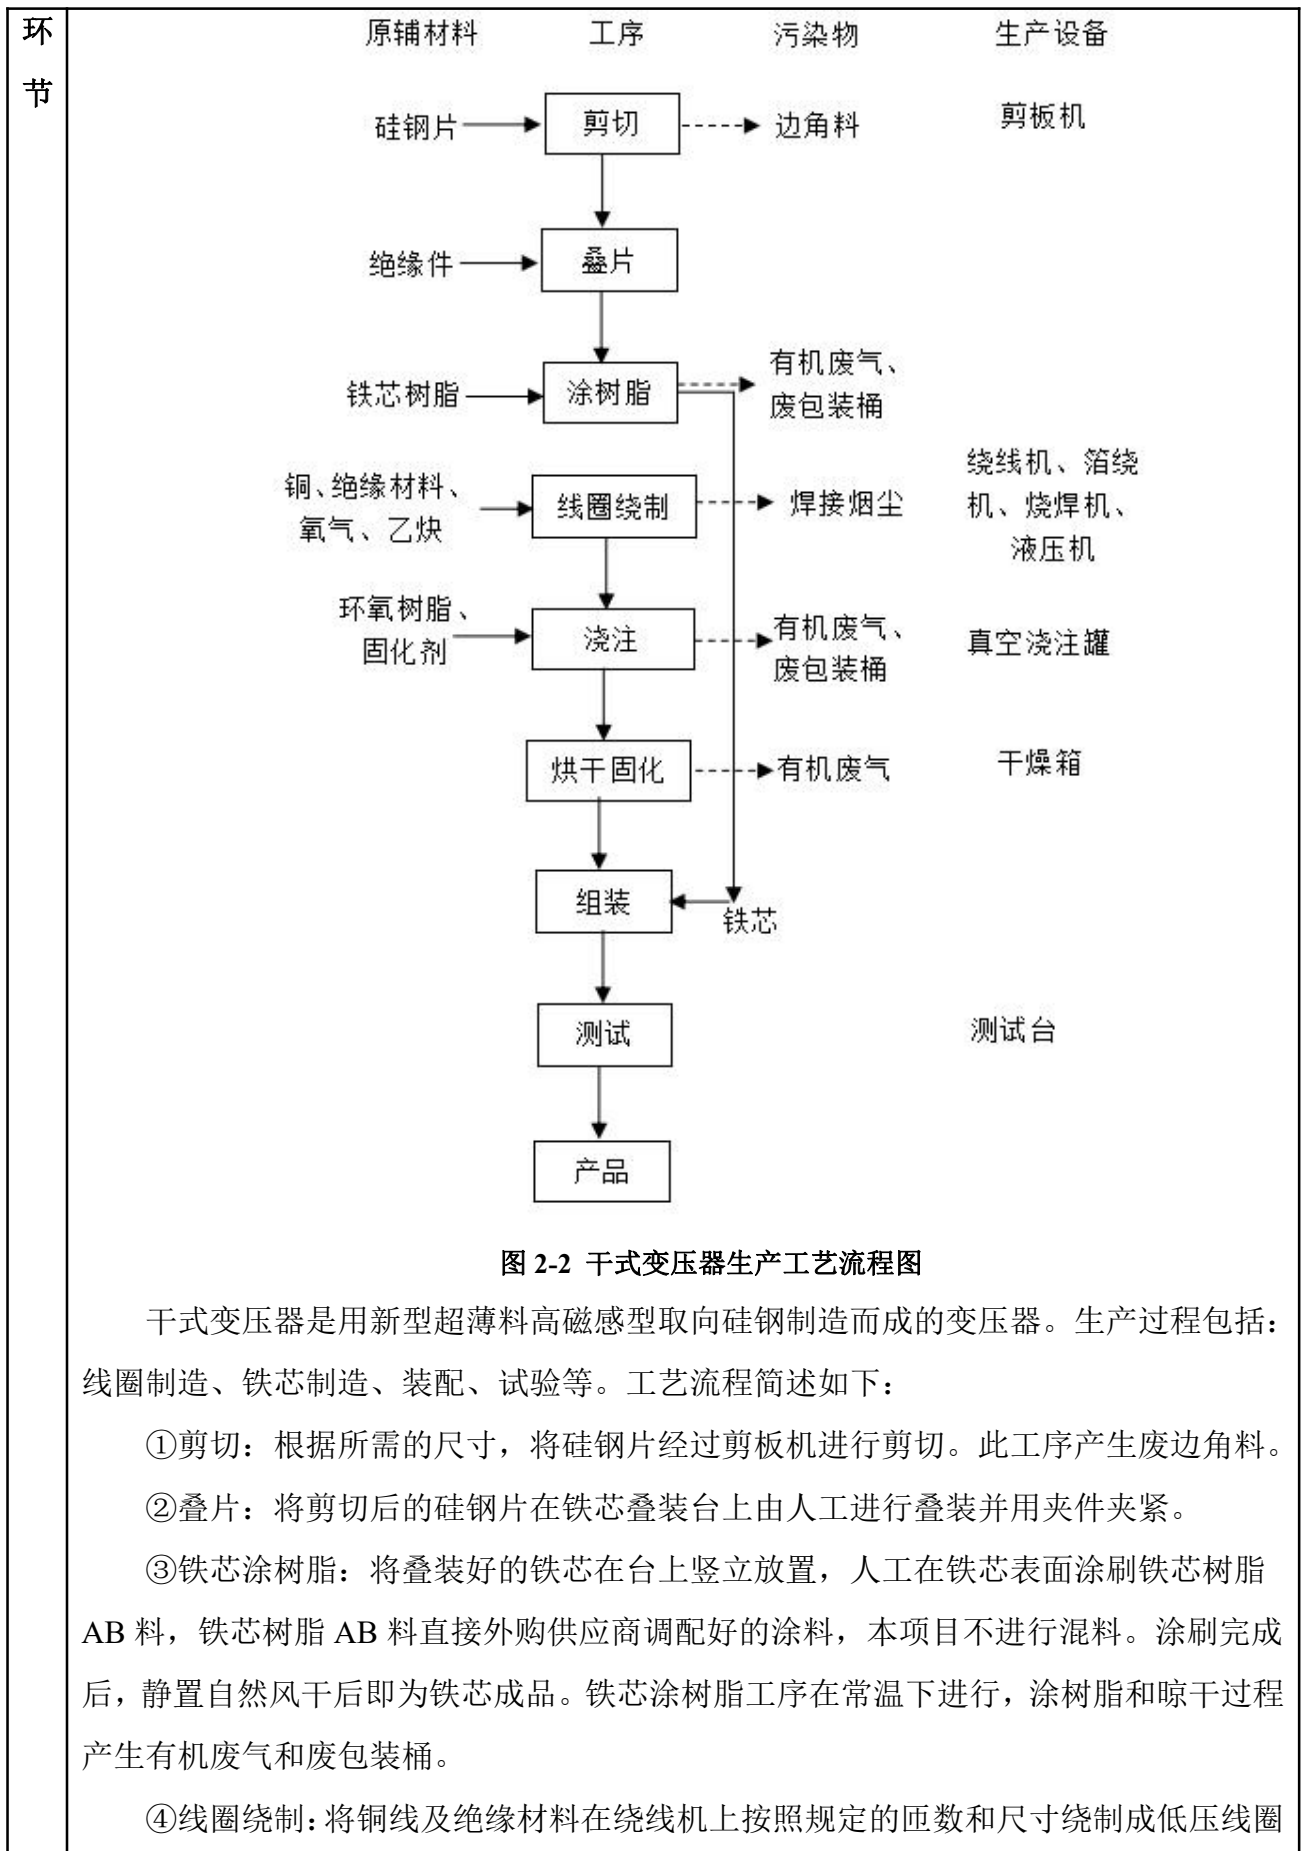 环
节
原辅材料 工序 污染物 生产设备
硅钢片 剪切 边角料 剪板机
绝缘件 叠片
铁芯树脂 涂树脂 有机废气、
废包装桶
铜、绝缘材料、
氧气、乙炔
线圈绕制 焊接烟尘
绕线机、箔绕
机、烧焊机、
液压机
环氧树脂、
固化剂
浇注
有机废气、
废包装桶
真空浇注罐
烘干固化 有机废气 干燥箱
组装
铁芯
测试 测试台
产品
图 2-2 干式变压器生产工艺流程图
干式变压器是用新型超薄料高磁感型取向硅钢制造而成的变压器。生产过程包括：
线圈制造、铁芯制造、装配、试验等。工艺流程简述如下：
①剪切：根据所需的尺寸，将硅钢片经过剪板机进行剪切。此工序产生废边角料。
②叠片：将剪切后的硅钢片在铁芯叠装台上由人工进行叠装并用夹件夹紧。
③铁芯涂树脂：将叠装好的铁芯在台上竖立放置，人工在铁芯表面涂刷铁芯树脂
AB 料，铁芯树脂 AB 料直接外购供应商调配好的涂料，本项目不进行混料。涂刷完成
后，静置自然风干后即为铁芯成品。铁芯涂树脂工序在常温下进行，涂树脂和晾干过程
产生有机废气和废包装桶。
④线圈绕制：将铜线及绝缘材料在绕线机上按照规定的匝数和尺寸绕制成低压线圈